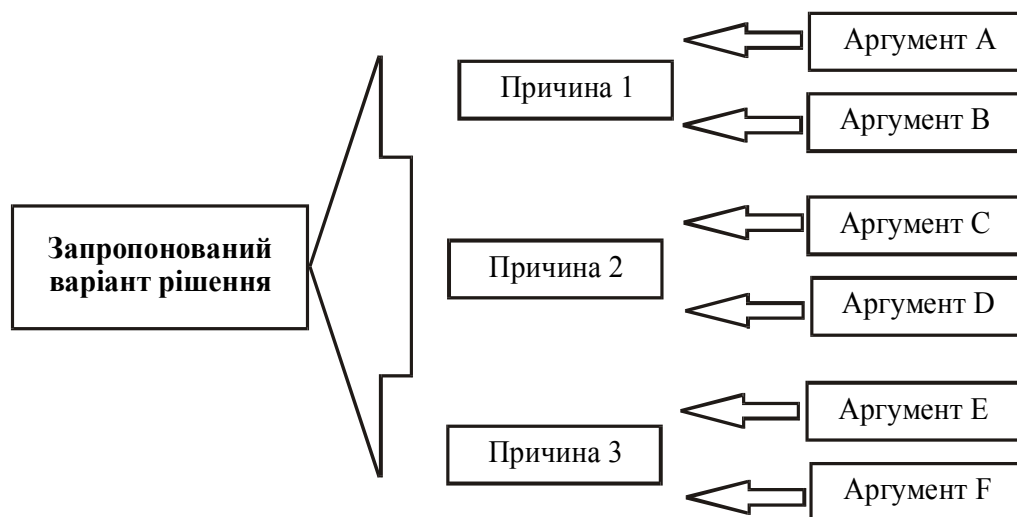 Аргумент A
Причина 1
Аргумент B
Запропонований
варіант рішення
Причина 2
Аргумент C
Аргумент D
Причина 3
Аргумент E
Аргумент F